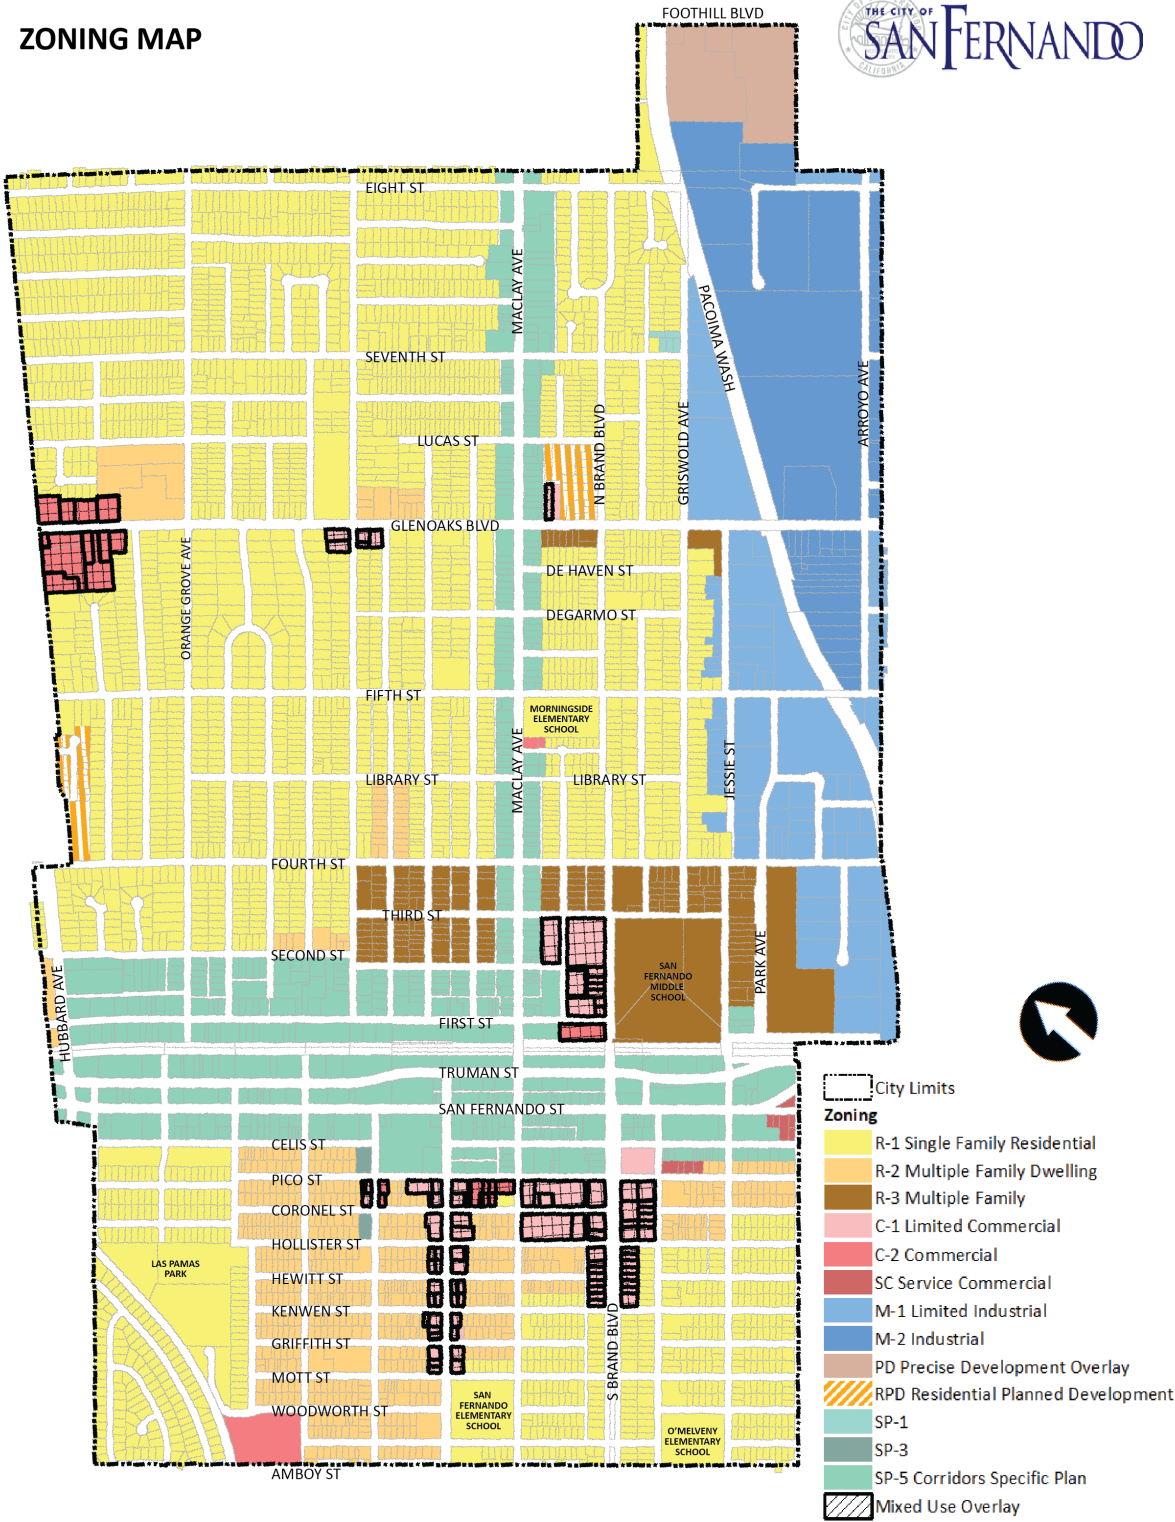 FOOTHILL BLVD
ZONING MAP
THE CITY OF
SAN FERNANDO
CALIFORNIA
EIGHT ST
MACLAY AVE
PACOIMA WASH
SEVENTH ST
ARROYO AVE
N BRAND BLVD
GRISWOLD AVE
LUCAS ST
GLENOAKS BLVD
ORANGE GROVE AVE
DE HAVEN ST
DEGARMO ST
FIFTH ST
MORNINGSIDE
ELEMENTARY
SCHOOL
MACLAY AVE
JESSIE ST
LIBRARY ST
LIBRARY ST
FOURTH ST
THIRD ST
SECOND ST
PARK AVE
SAN
FERNANDO
MIDDLE
SCHOOL
HUBBARD AVE
FIRST ST
TRUMAN ST
SAN FERNANDO ST
CELIS ST
PICO ST
CORONEL ST
HOLLISTER ST
LAS PAMAS
PARK
HEWITT ST
KENWEN ST
GRIFFITH ST
S BRAND BLVD
MOTT ST
WOODWORTH ST
SAN
FERNANDO
ELEMENTARY
SCHOOL
O'MELVENY
ELEMENTARY
SCHOOL
AMBOY ST
City Limits
Zoning
R-1 Single Family Residential
R-2 Multiple Family Dwelling
R-3 Multiple Family
C-1 Limited Commercial
C-2 Commercial
SC Service Commercial
M-1 Limited Industrial
M-2 Industrial
PD Precise Development Overlay
RPD Residential Planned Development
SP-1
SP-3
SP-5 Corridors Specific Plan
Mixed Use Overlay